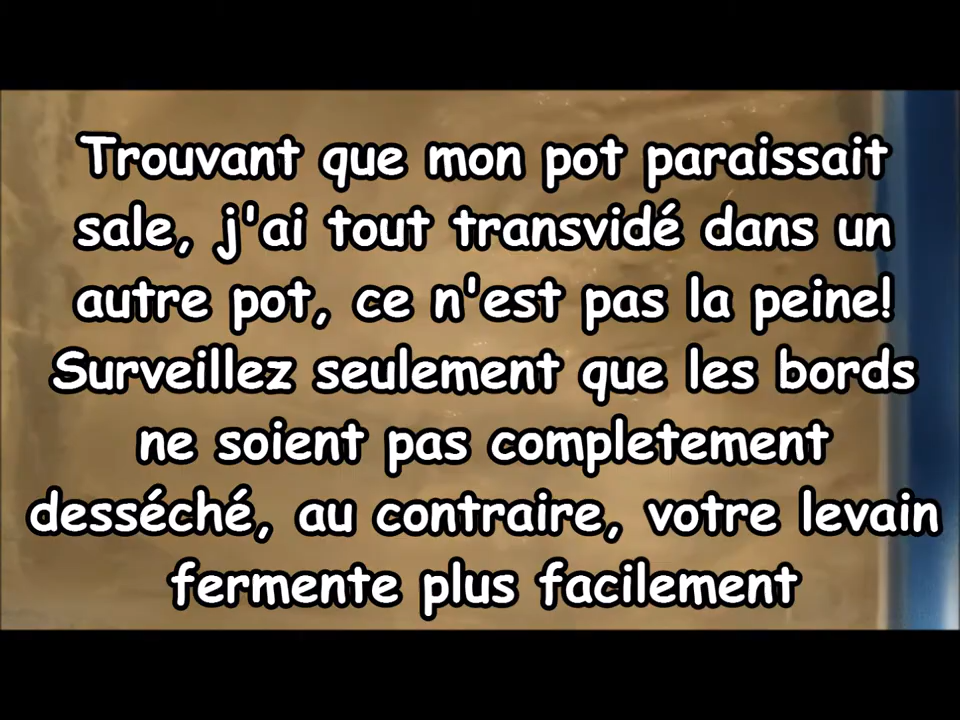 Trouvant que mon pot paraissait
sale, j'ai tout transvidé dans un
autre pot, ce n'est pas la peine!
Surveillez seulement que les bords
ne soient pas completement
desséché, au contraire, votre levain
fermente plus facilement